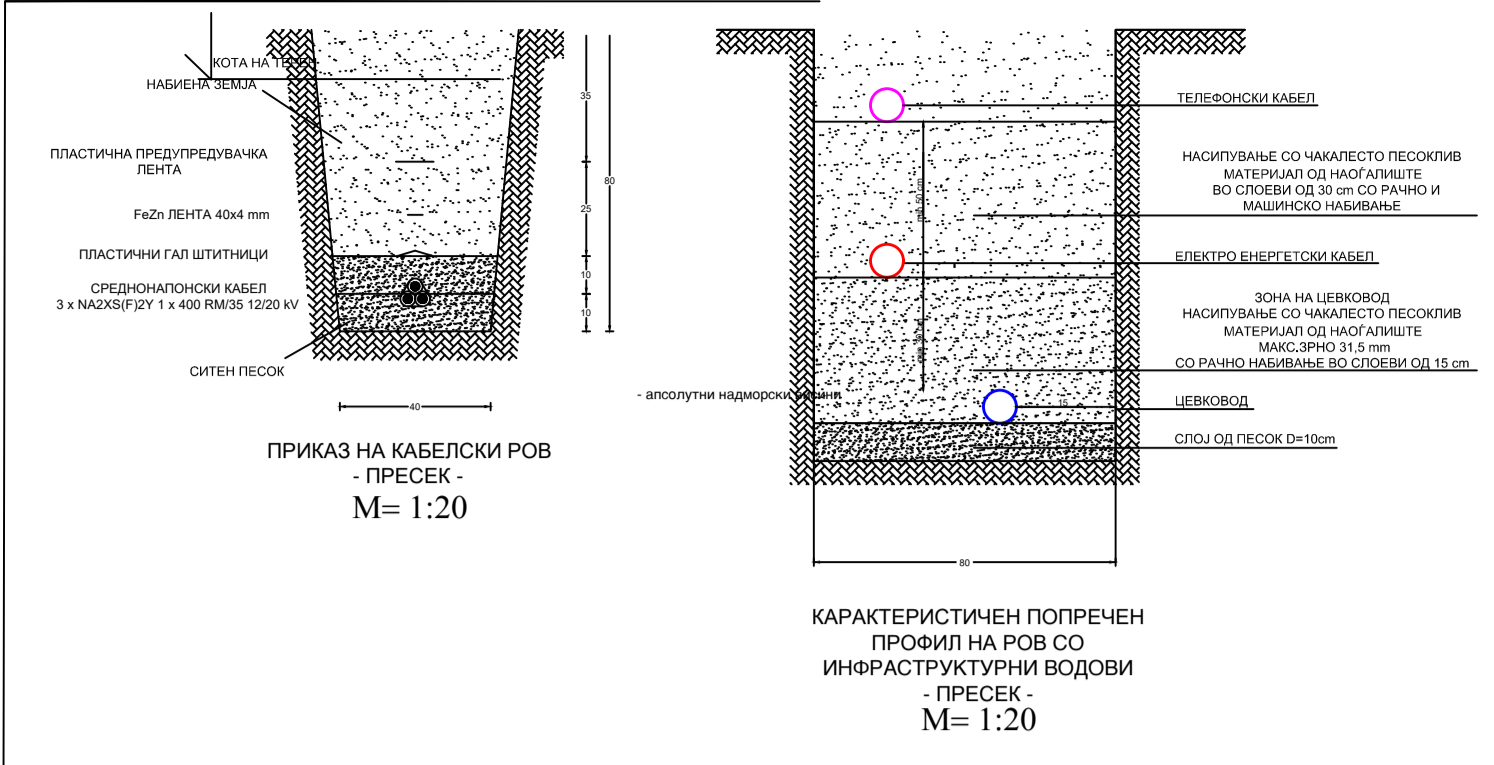 КОТА НА ТЕРЕН
НАБИЕНА ЗЕМЈА
ПЛАСТИЧНА ПРЕДУПРЕДУВАЧКА
ЛЕНТА
FeZn ЛЕНТА 40x4 mm
ПЛАСТИЧНИ ГАЛ ШТИТНИЦИ
СРЕДНОНАПОНСКИ КАБЕЛ
3 x NA2XS(F)2Y 1 x 400 RM/35 12/20 kV
СИТЕН ПЕСОК
35
25
10
10
80
40
ПРИКАЗ НА КАБЕЛСКИ РОВ
- ПРЕСЕК -
М= 1:20
- апсолутни надморски висини
ТЕЛЕФОНСКИ КАБЕЛ
НАСИПУВАЊЕ СО ЧАКАЛЕСТО ПЕСОКЛИВ
МАТЕРИЈАЛ ОД НАОЃАЛИШТЕ
ВО СЛОЕВИ ОД 30 cm СО РАЧНО И
МАШИНСКО НАБИВАЊЕ
min 50 cm
ЕЛЕКТРО ЕНЕРГЕТСКИ КАБЕЛ
ЗОНА НА ЦЕВКОВОД
НАСИПУВАЊЕ СО ЧАКАЛЕСТО ПЕСОКЛИВ
МАТЕРИЈАЛ ОД НАОЃАЛИШТЕ
МАКС.ЗРНО 31,5 mm
СО РАЧНО НАБИВАЊЕ ВО СЛОЕВИ ОД 15 cm
15
ЦЕВКОВОД
СЛОЈ ОД ПЕСОК D=10cm
80
КАРАКТЕРИСТИЧЕН ПОПРЕЧЕН
ПРОФИЛ НА РОВ СО
ИНФРАСТРУКТУРНИ ВОДОВИ
- ПРЕСЕК -
М= 1:20